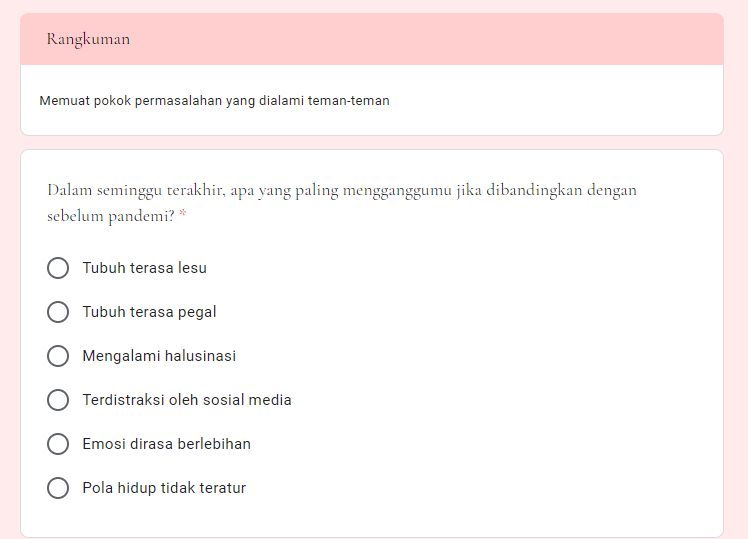 Rangkuman
Memuat pokok permasalahan yang dialami teman-teman
Dalam seminggu terakhir, apa yang paling mengganggumu jika dibandingkan dengan
sebelum pandemi? *
Tubuh terasa lesu
Tubuh terasa pegal
Mengalami halusinasi
Terdistraksi oleh sosial media
Emosi dirasa berlebihan
Pola hidup tidak teratur